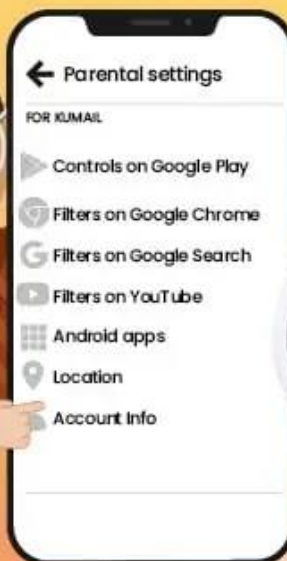 Parental settings
FOR KUMAIL
Controls on Google Play
Filters on Google Chrome
Filters on Google Search
Filters on YouTube
Android apps
Location
Account Info